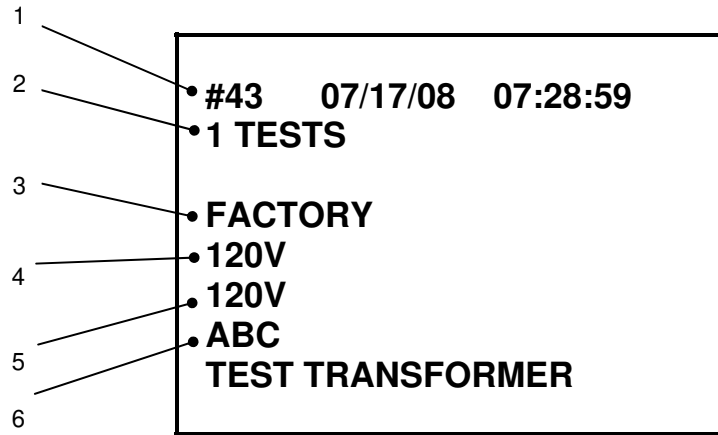 1
2
3
4
5
6
#43 07/17/08 07:28:59
1 TESTS
FACTORY
120V
120V
ABC
TEST TRANSFORMER